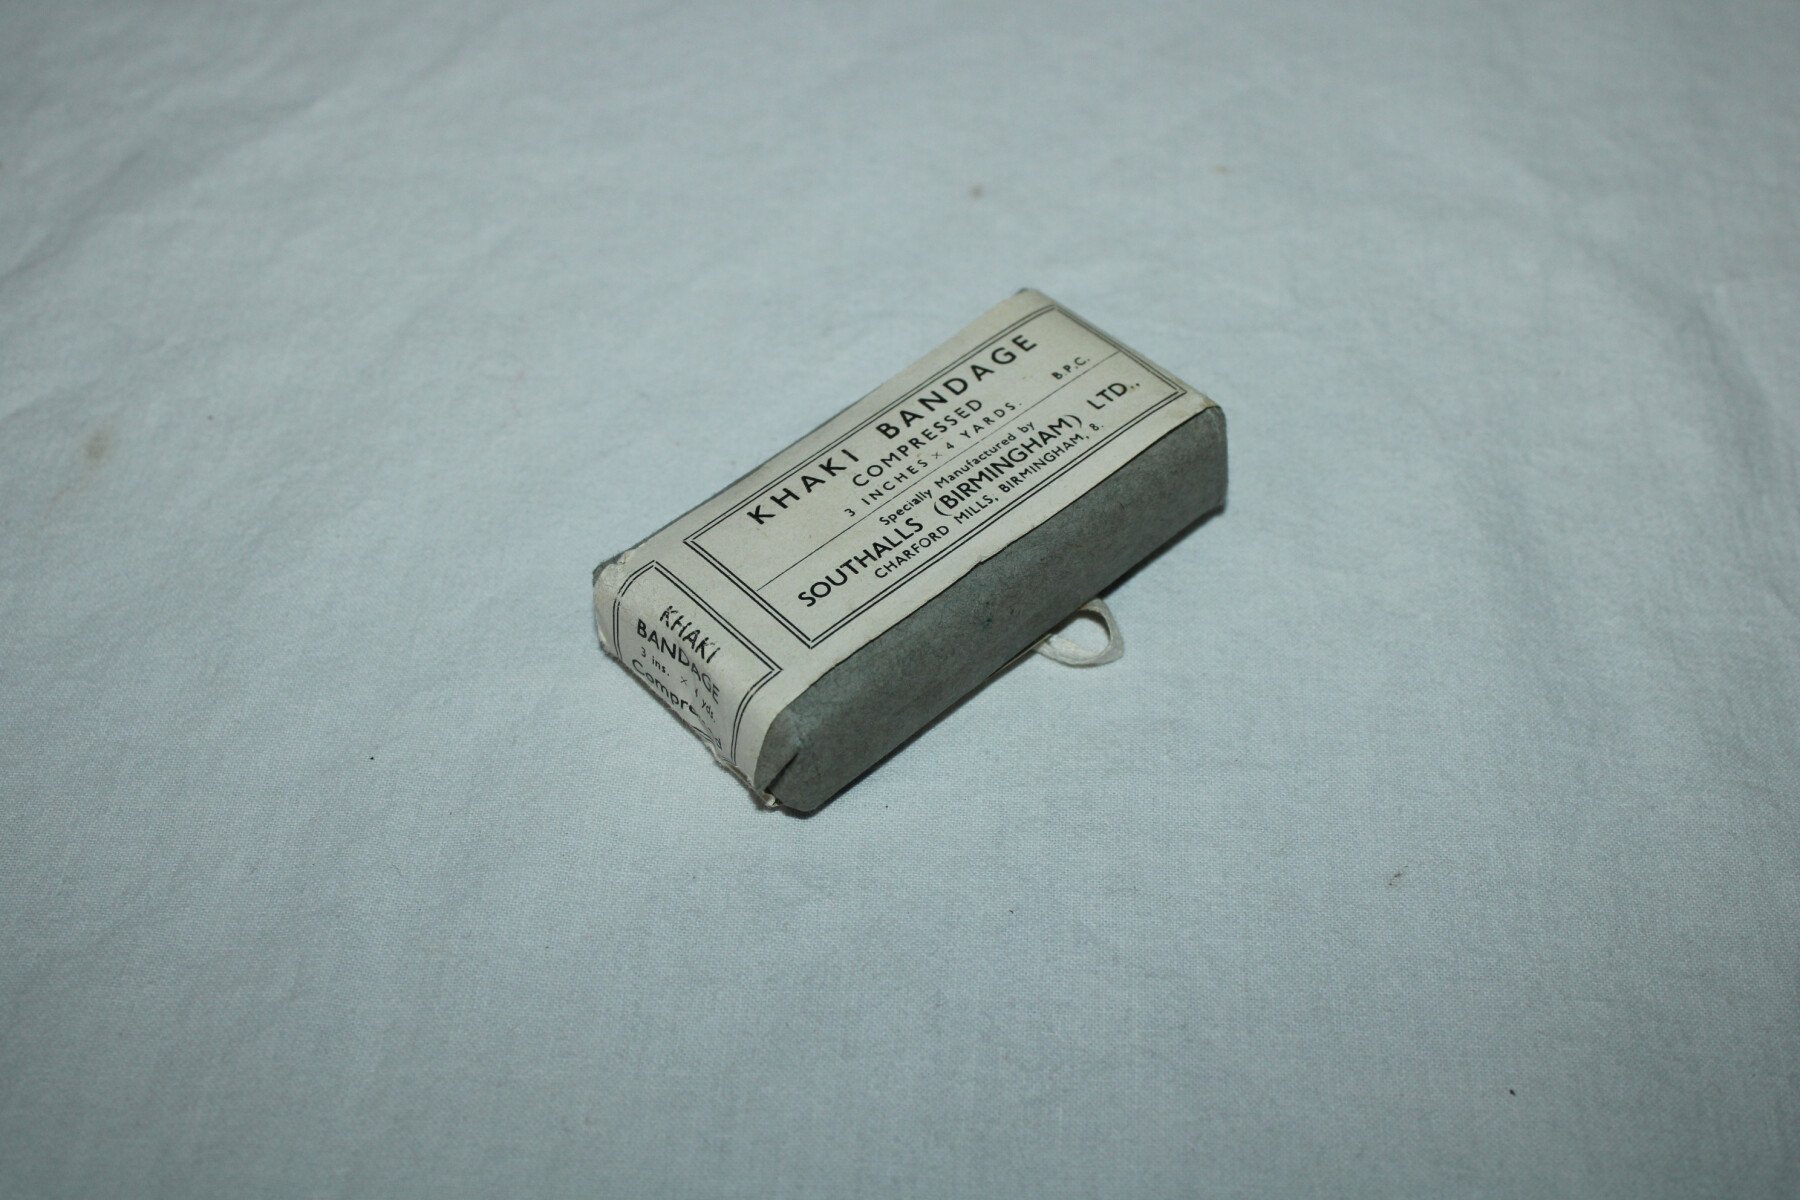 KHAKI BANDAGE
COMPRESSED
3 INCHES × 4 YARDS. B.P.C.
Specially Manufactured by
SOUTHALLS (BIRMINGHAM) LTD.,
CHARFORD MILLS, BIRMINGHAM, 8.
KHAKI
BANDAGE
3 ins. × yds.